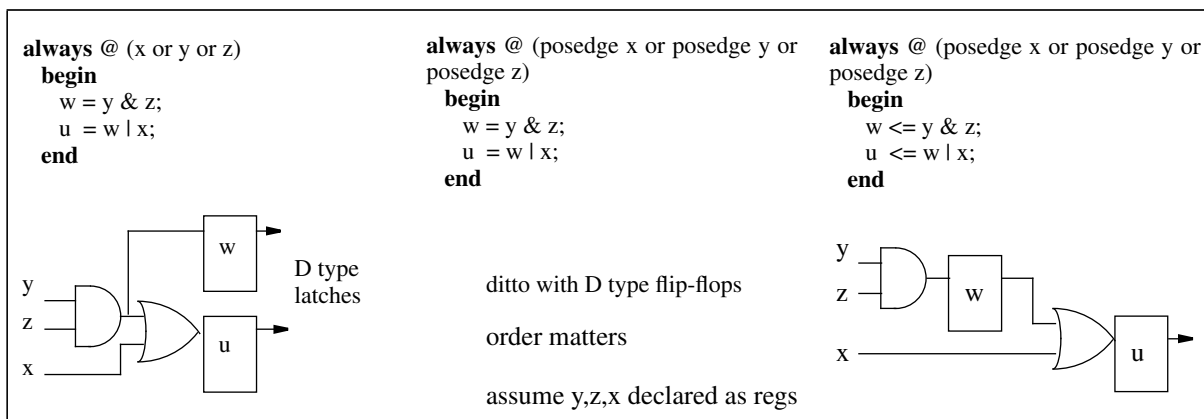 always @ (x or y or z)
begin
w = y & z;
u = w | x;
end
w
D type
latches
y
z
x
u
always @ (posedge x or posedge y or
posedge z)
begin
w = y & z;
u = w | x;
end
ditto with D type flip-flops
order matters
assume y,z,x declared as regs
always @ (posedge x or posedge y or
posedge z)
begin
w <= y & z;
u <= w | x;
end
y
z
w
x
u